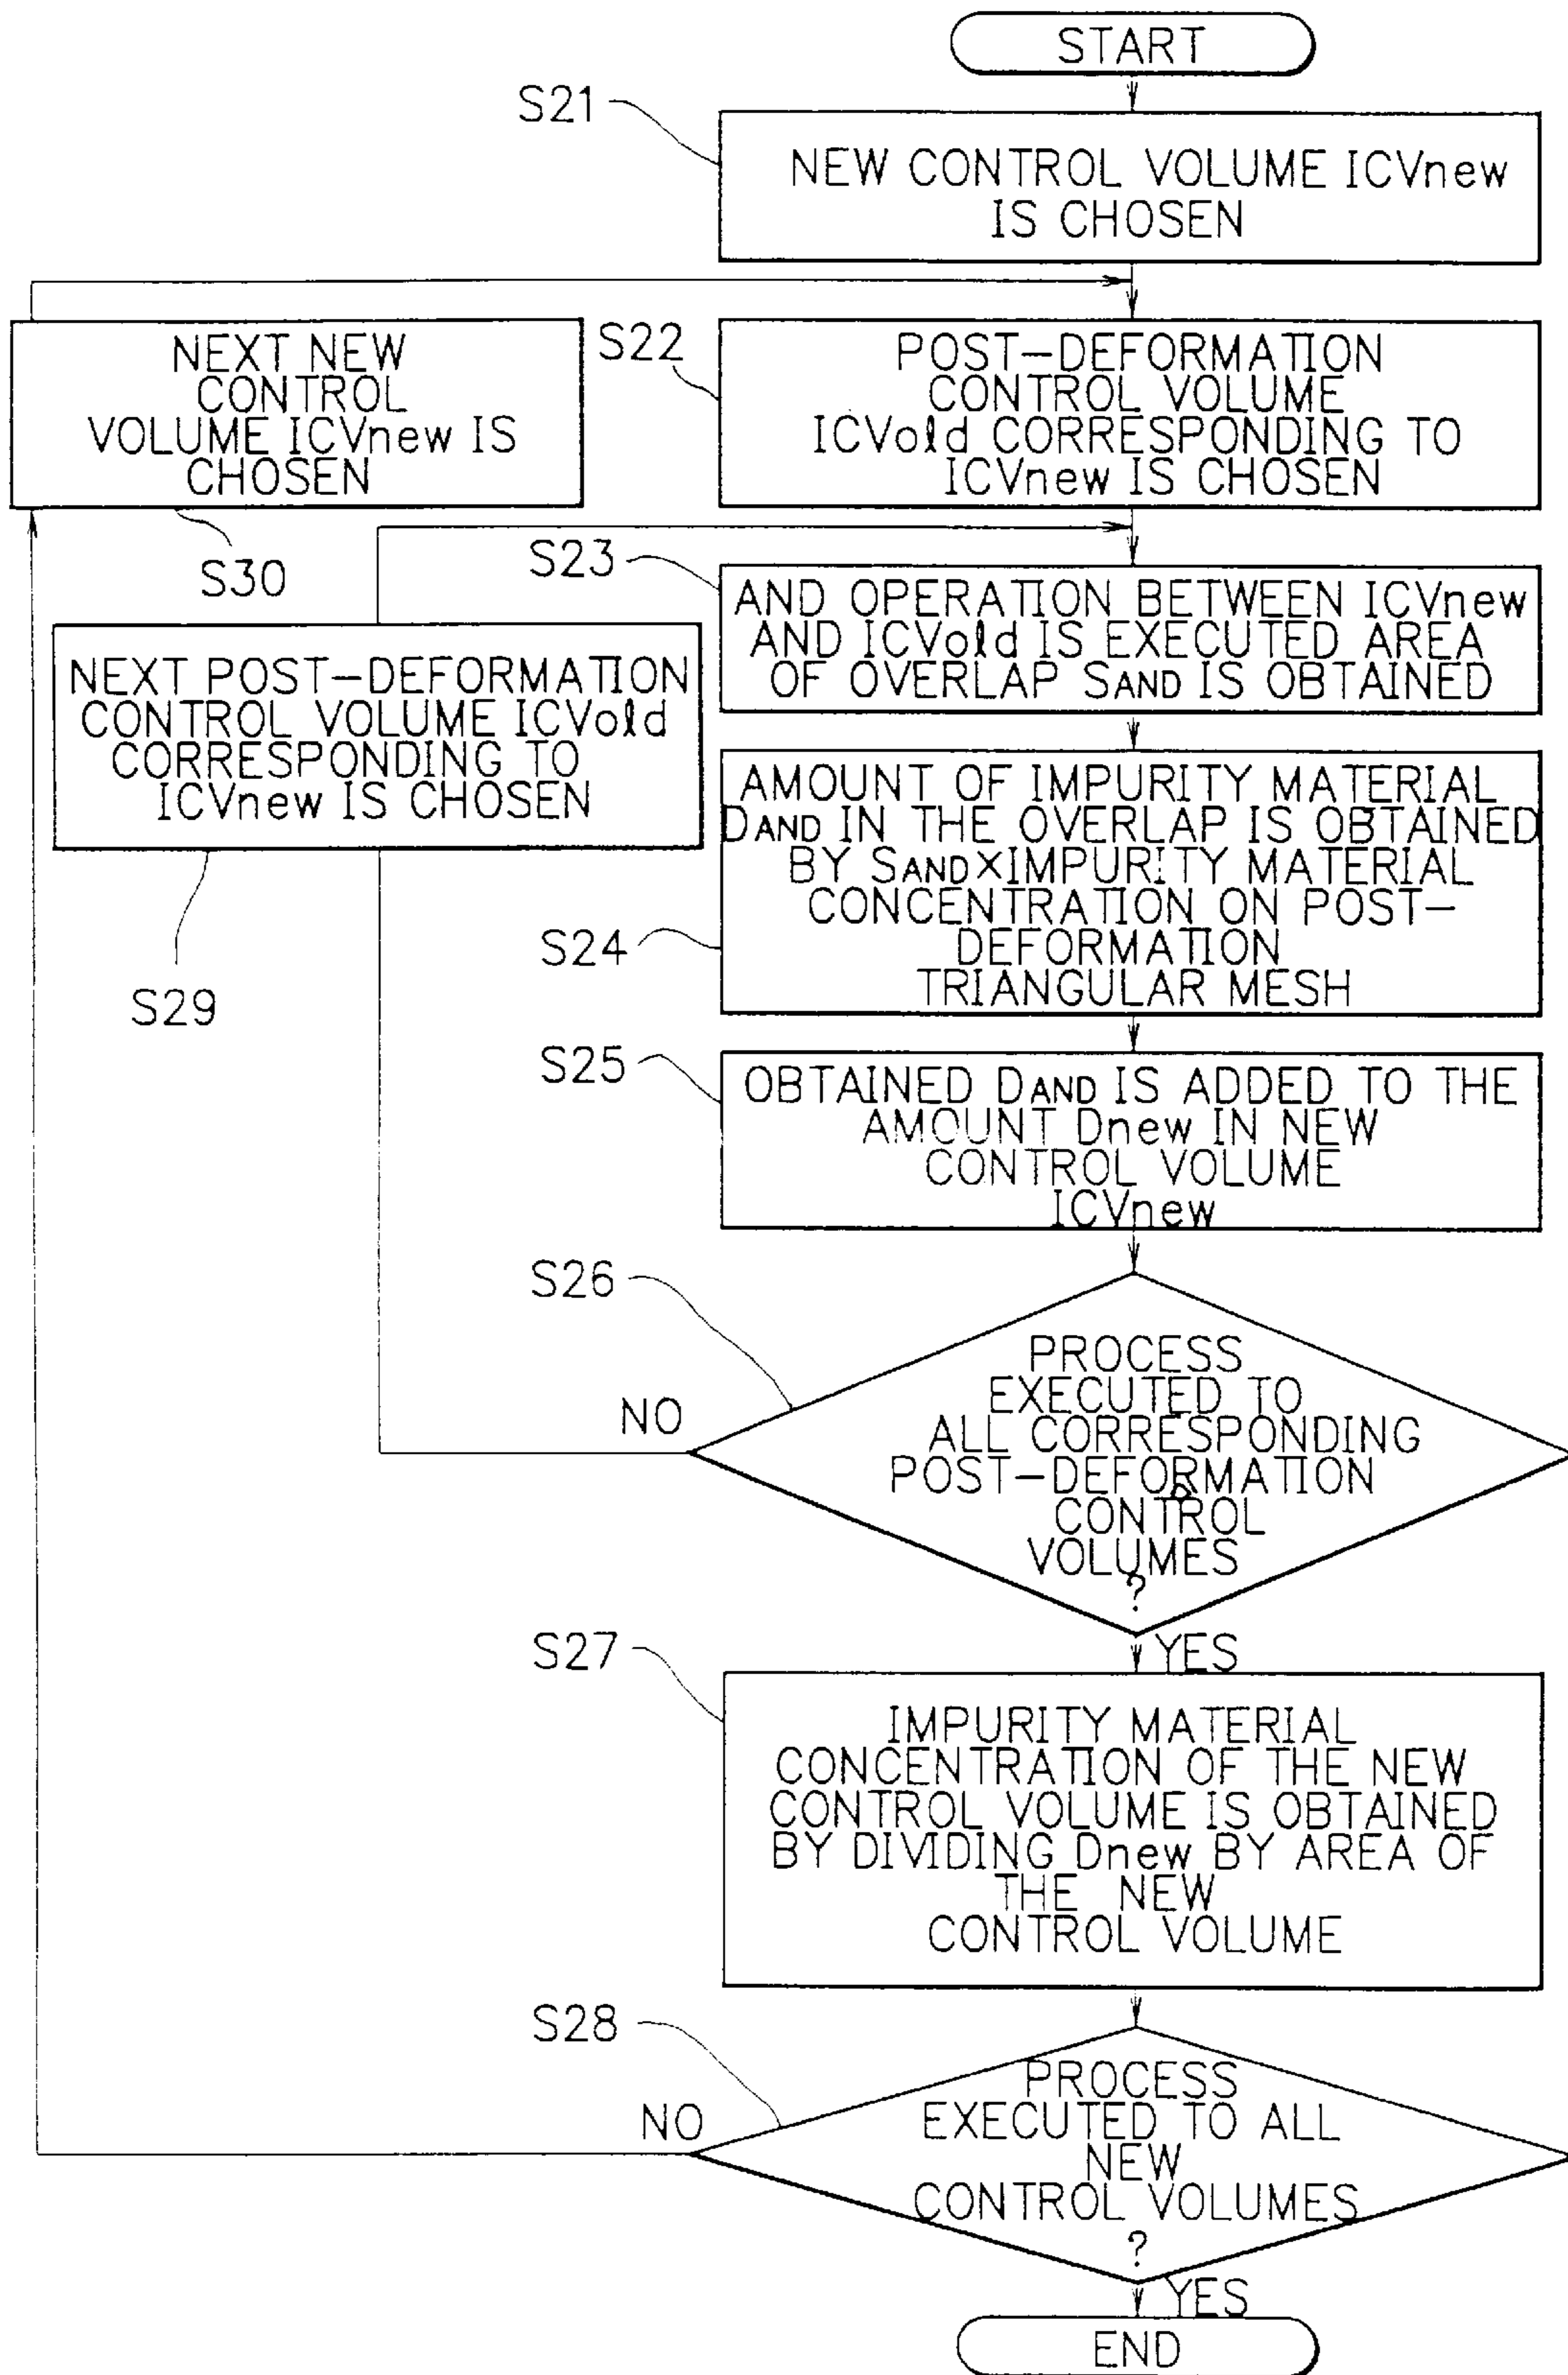 START
S21
NEW CONTROL VOLUME ICVnew
IS CHOSEN
NEXT NEW
CONTROL
VOLUME ICVnew IS
CHOSEN
S30
S22
POST-DEFORMATION
CONTROL VOLUME
ICVold CORRESPONDING TO
ICVnew IS CHOSEN
S23
AND OPERATION BETWEEN ICVnew
AND ICVold IS EXECUTED AREA
OF OVERLAP SAND IS OBTAINED
NEXT POST-DEFORMATION
CONTROL VOLUME ICVold
CORRESPONDING TO
ICVnew IS CHOSEN
S29
S24
AMOUNT OF IMPURITY MATERIAL
DAND IN THE OVERLAP IS OBTAINED
BY SAND×IMPURITY MATERIAL
CONCENTRATION ON POST-
DEFORMATION
TRIANGULAR MESH
S25
OBTAINED DAND IS ADDED TO THE
AMOUNT Dnew IN NEW
CONTROL VOLUME
ICVnew
S26
PROCESS
EXECUTED TO
ALL CORRESPONDING
POST-DEFORMATION
CONTROL
VOLUMES
?
NO
YES
S27
IMPURITY MATERIAL
CONCENTRATION OF THE NEW
CONTROL VOLUME IS OBTAINED
BY DIVIDING Dnew BY AREA OF
THE NEW
CONTROL VOLUME
S28
PROCESS
EXECUTED TO ALL
NEW
CONTROL VOLUMES
?
NO
YES
END